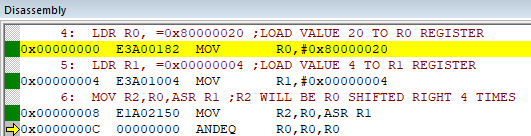 Disassembly
4: LDR R0, =0x80000020 ;LOAD VALUE 20 TO R0 REGISTER
0x00000000 E3A00182 MOV R0,#0x80000020
5: LDR R1, =0x00000004 ;LOAD VALUE 4 TO R1 REGISTER
0x00000004 E3A01004 MOV R1,#0x00000004
6: MOV R2,R0,ASR R1 ;R2 WILL BE R0 SHIFTED RIGHT 4 TIMES
0x00000008 E1A02150 MOV R2,R0,ASR R1
0x0000000C 00000000 ANDEQ R0,R0,R0